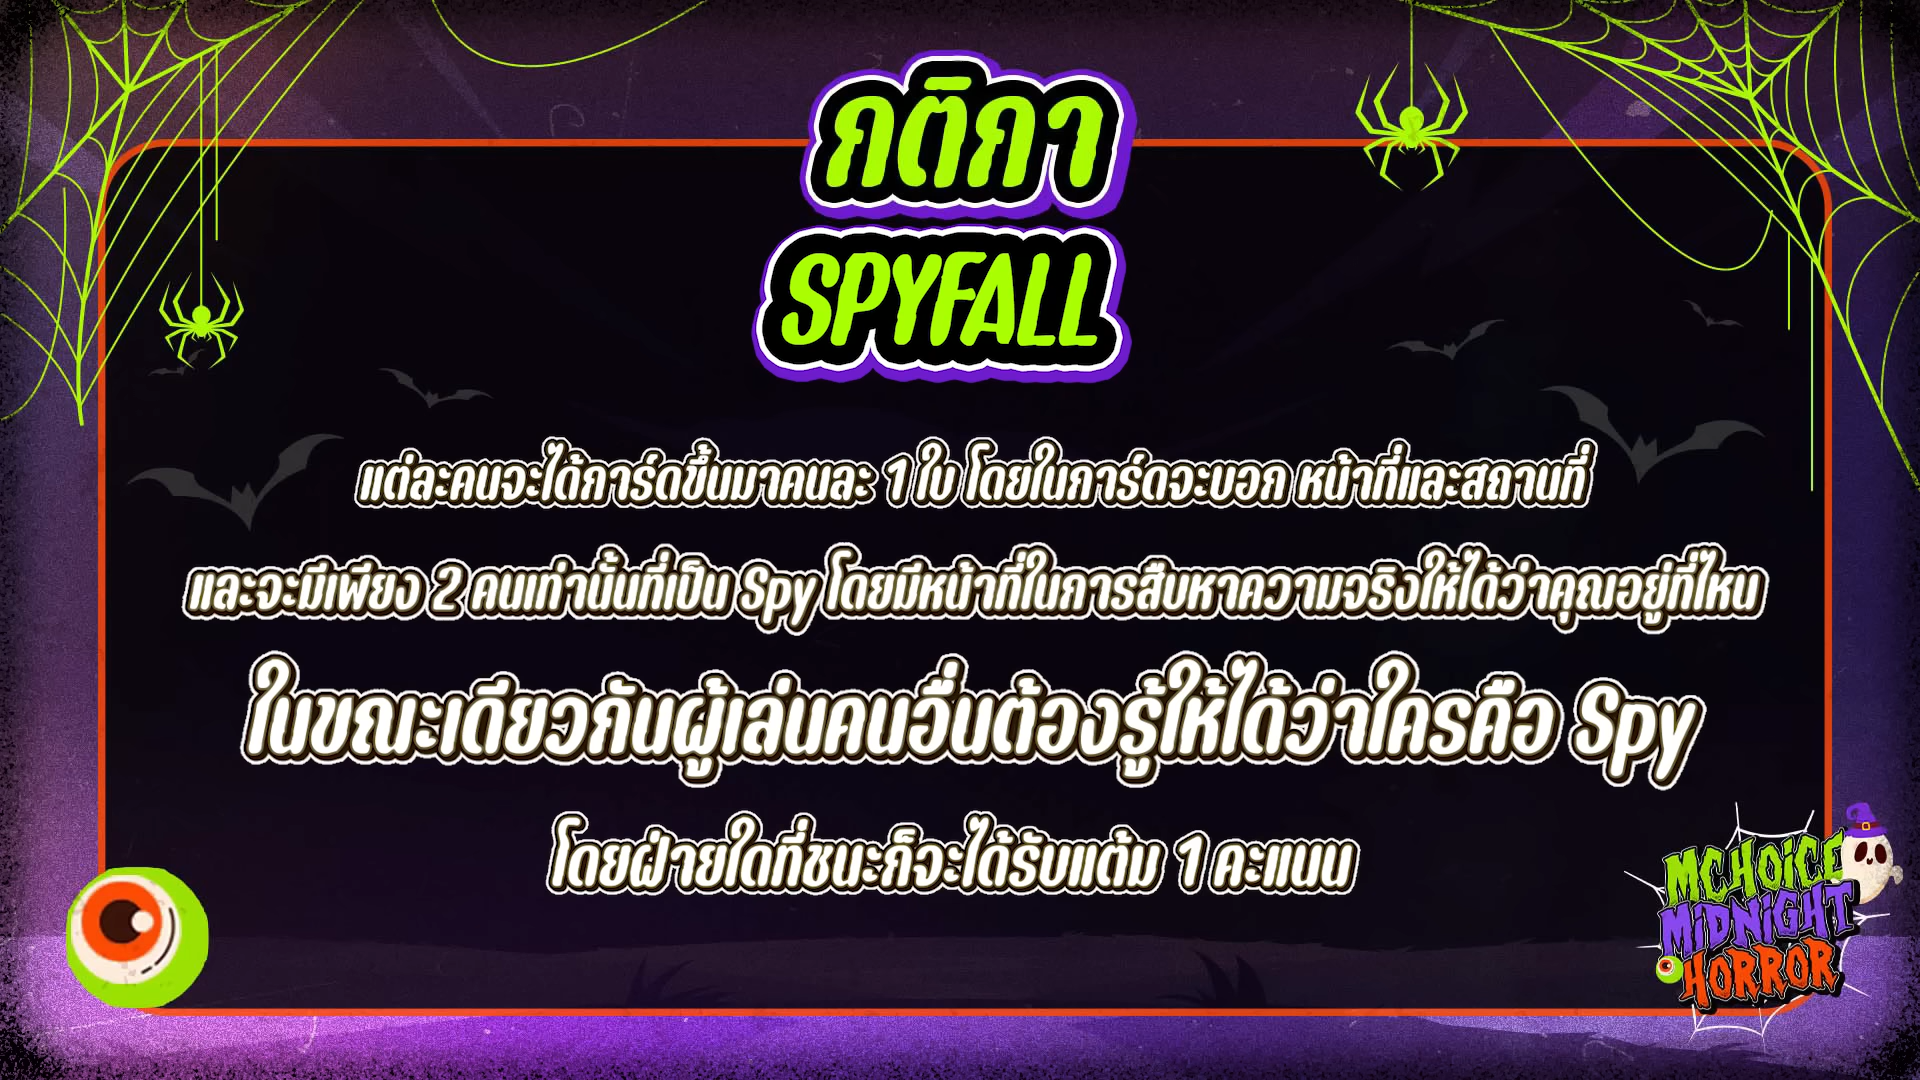 กติกา
SPYFALL
แต่ละคนจะได้การ์ดขึ้นมาคนละ 1 ใบ โดยในการ์ดจะบอก หน้าที่และสถานที่
และจะมีเพียง 2 คนเท่านั้นที่เป็น Spy โดยมีหน้าที่ในการสืบหาความจริงให้ได้ว่าคุณอยู่ที่ไหน
ในขณะเดียวกันผู้เล่นคนอื่นต้องรู้ให้ได้ว่าใครคือ Spy
โดยฝ่ายใดที่ชนะก็จะได้รับแต้ม 1 คะแนน
MCHOiCE
MiDNiGHT
HORROR